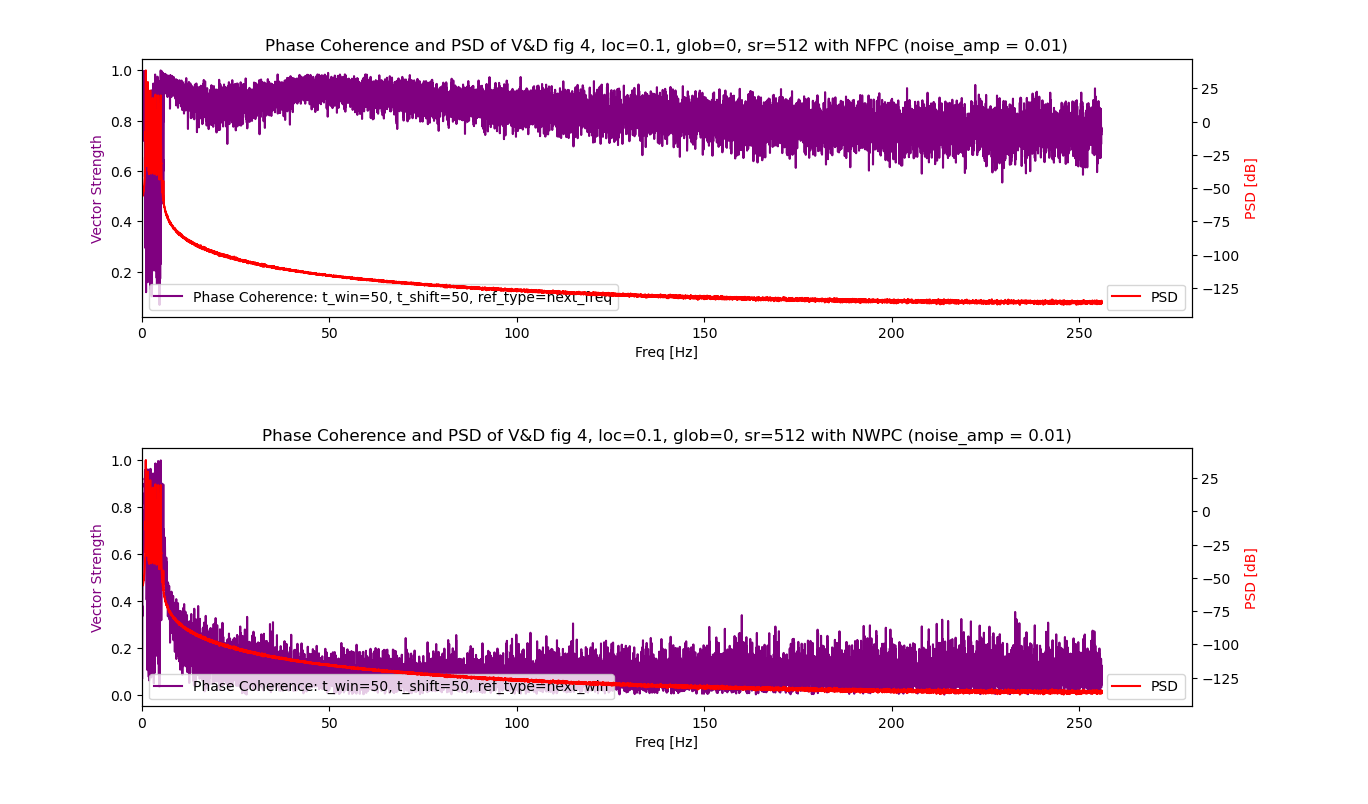 Phase Coherence and PSD of V&D fig 4, loc=0.1, glob=0, sr=512 with NFPC (noise_amp = 0.01)
1.0
0.8
0.6
0.4
0.2
Vector Strength
25
0
−25
−50
−75
−100
−125
PSD [dB]
Phase Coherence: t_win=50, t_shift=50, ref_type=next_freq
PSD
0 50 100 150 200 250
Freq [Hz]
Phase Coherence and PSD of V&D fig 4, loc=0.1, glob=0, sr=512 with NWPC (noise_amp = 0.01)
1.0
0.8
0.6
0.4
0.2
0.0
Vector Strength
25
0
−25
−50
−75
−100
−125
PSD [dB]
Phase Coherence: t_win=50, t_shift=50, ref_type=next_win
PSD
0 50 100 150 200 250
Freq [Hz]